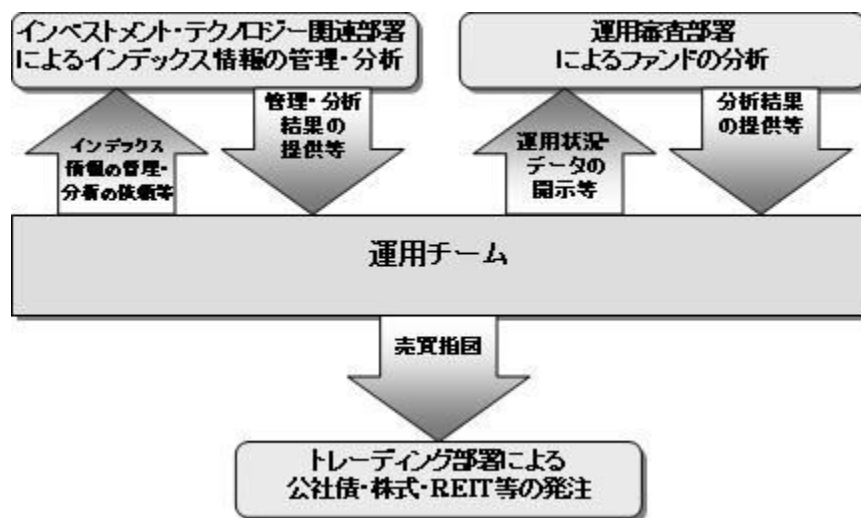 インベストメント・テクノロジー関連部署
によるインデックス情報の管理・分析
運用審査部署
によるファンドの分析
インデックス
情報の管理・
分析の依頼等
管理・分析
結果の
提供等
運用状況・
データの
開示等
分析結果
の提供等
運用チーム
売買指図
トレーディング部署による
公社債・株式・REIT等の発注